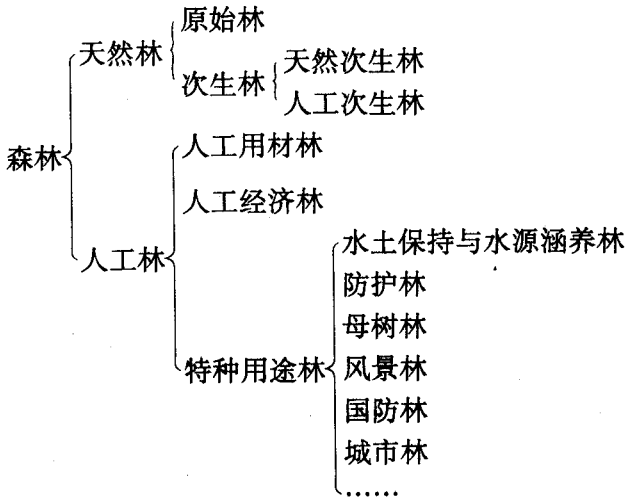 原始林
天然林
天然次生林
次生林
人工次生林
人工用材林
森林
人工经济林
水土保持与水源涵养林
人工林
防护林
母树林
特种用途林
风景林
国防林
城市林
……